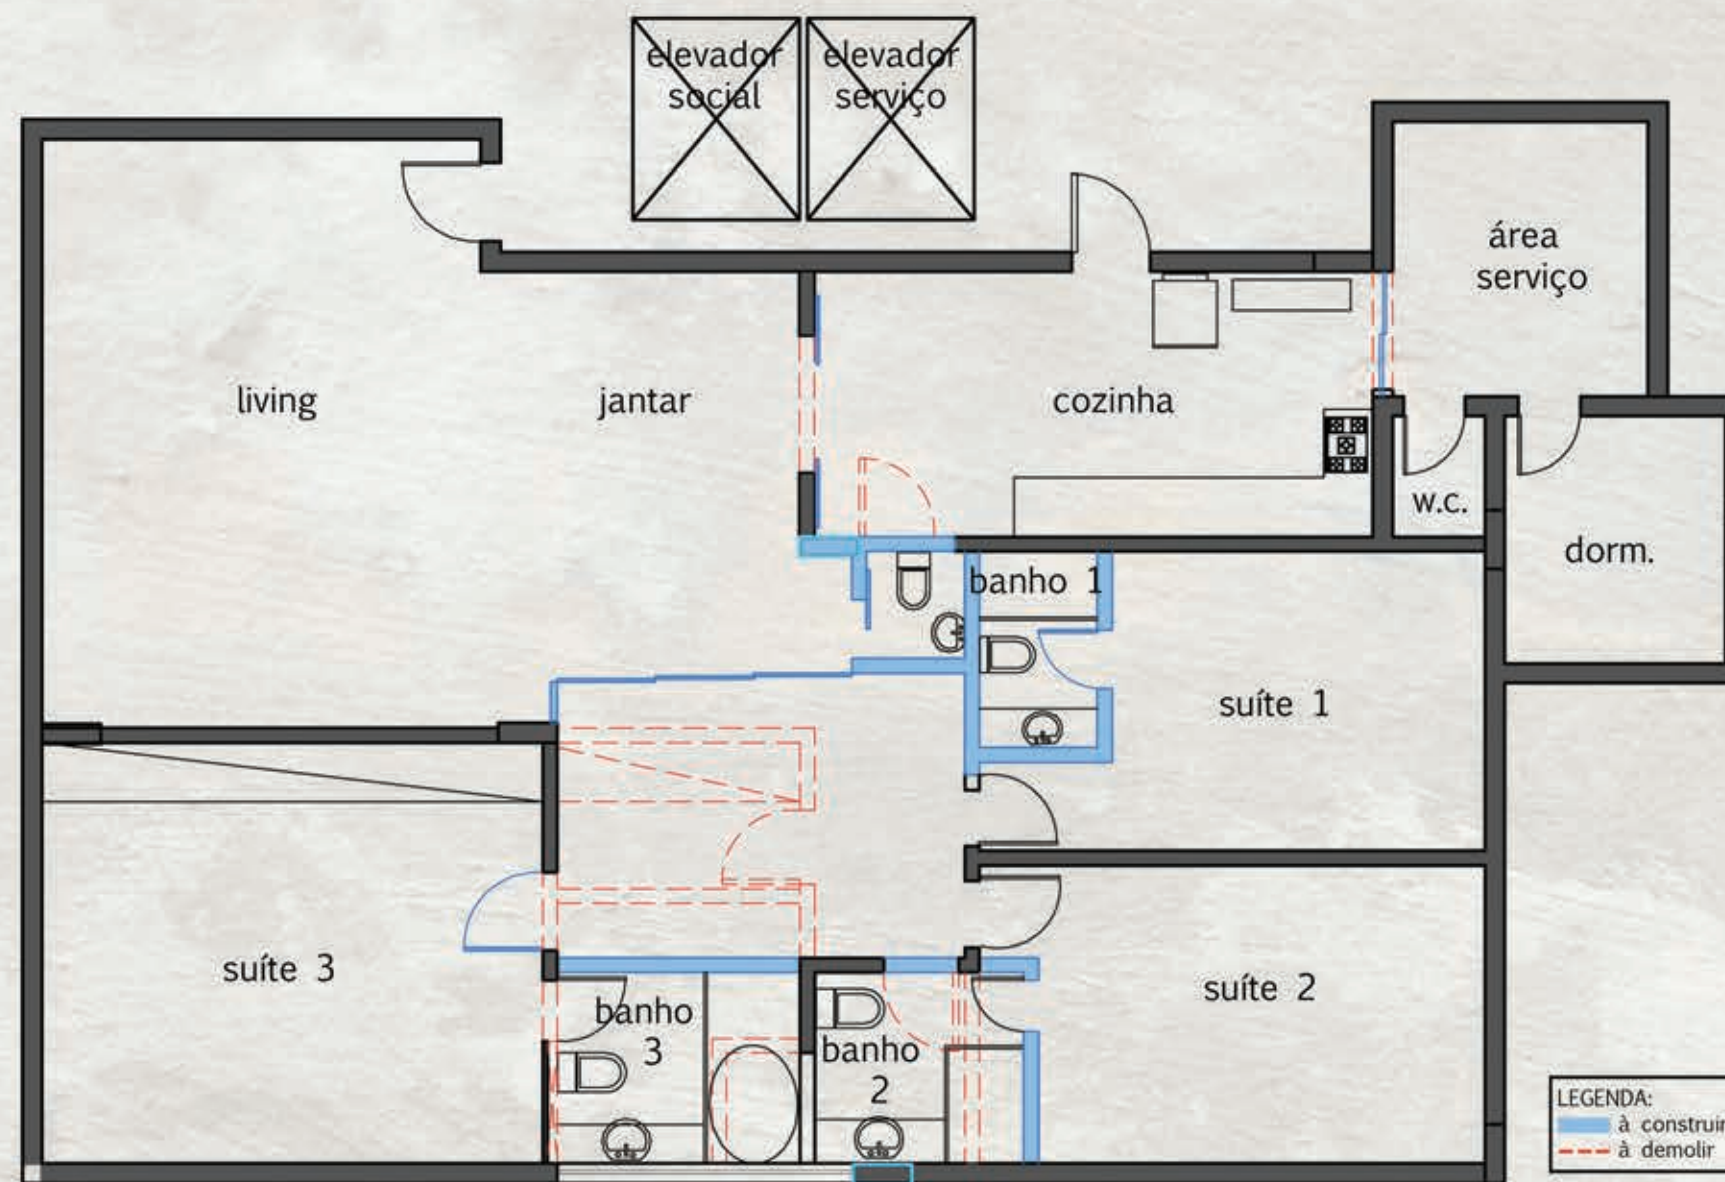 elevador
social
elevador
serviço
área
serviço
living
jantar
cozinha
w.c.
dorm.
banho 1
suíte 1
suíte 3
suíte 2
banho
3
banho
2
LEGENDA:
à construir
à demolir